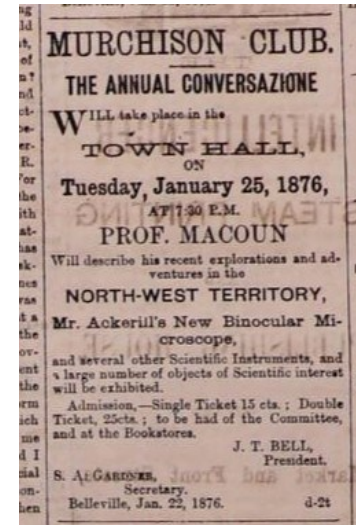 MURCHISON CLUB.
THE ANNUAL CONVERSAZIONE
WILL take place in the
TOWN HALL,
ON
Tuesday, January 25, 1876,
AT 7:30 P.M.
PROF. MACOUN
Will describe his recent explorations and ad-
ventures in the
NORTH-WEST TERRITORY,
Mr. Ackerill's New Binocular Mi-
croscope,
and several other Scientific Instruments, and
a large number of objects of Scientific interest
will be exhibited.
Admission,—Single Ticket 15 cts. ; Double
Ticket, 25cts. ; to be had of the Committee,
and at the Bookstores.
J. T. BELL,
President.
S. A. GARDNER,
Secretary.
Belleville, Jan. 22, 1876. d-2t